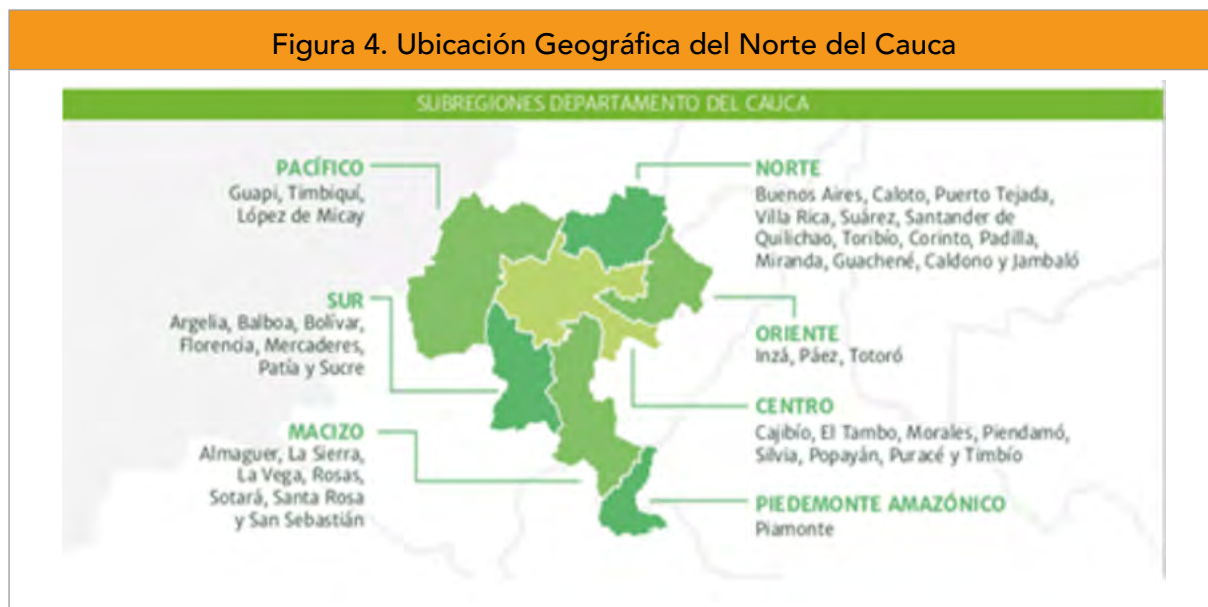 Figura 4. Ubicación Geográfica del Norte del Cauca
SUBREGIONES DEPARTAMENTO DEL CAUCA
PACÍFICO
Guapi, Timbiquí,
López de Micay
SUR
Argelia, Balboa, Bolívar,
Florencia, Mercaderes,
Patía y Sucre
MACIZO
Almaguer, La Sierra,
La Vega, Rosas,
Sotará, Santa Rosa
y San Sebastián
NORTE
Buenos Aires, Caloto, Puerto Tejada,
Villa Rica, Suárez, Santander de
Quilichao, Toribío, Corinto, Padilla,
Miranda, Guachené, Caldono y Jambaló
ORIENTE
Inzá, Páez, Totoró
CENTRO
Cajibío, El Tambo, Morales, Piendamó,
Silvia, Popayán, Puracé y Timbío
PIEDEMONTE AMAZÓNICO
Piamonte